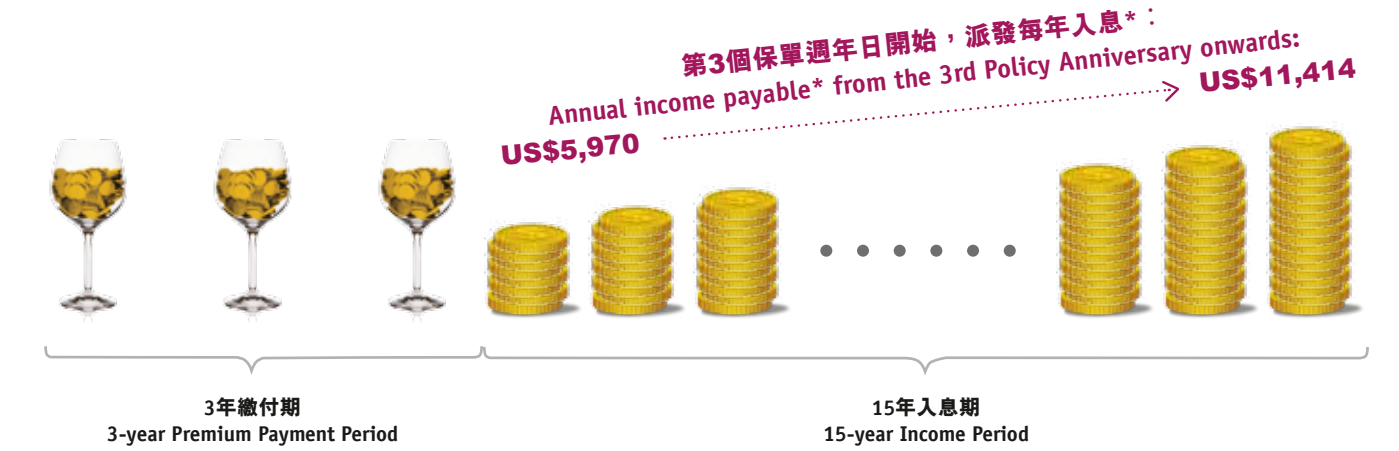 第3個保單週年日開始，派發每年入息*：
Annual income payable* from the 3rd Policy Anniversary onwards:
US$5,970
US$11,414
3年繳付期
3-year Premium Payment Period
15年入息期
15-year Income Period